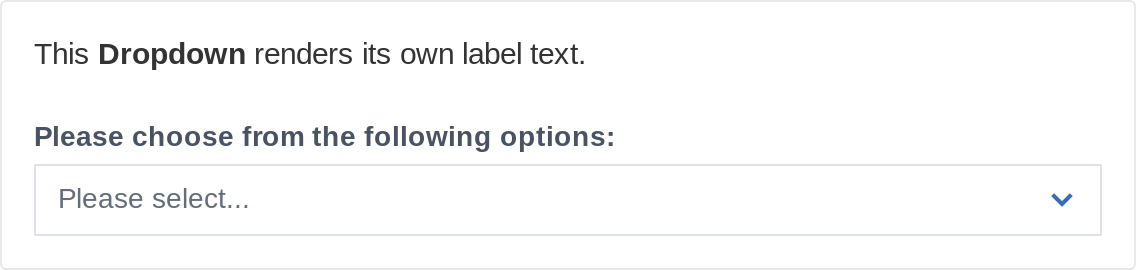 This Dropdown renders its own label text.
Please choose from the following options:
Please select...